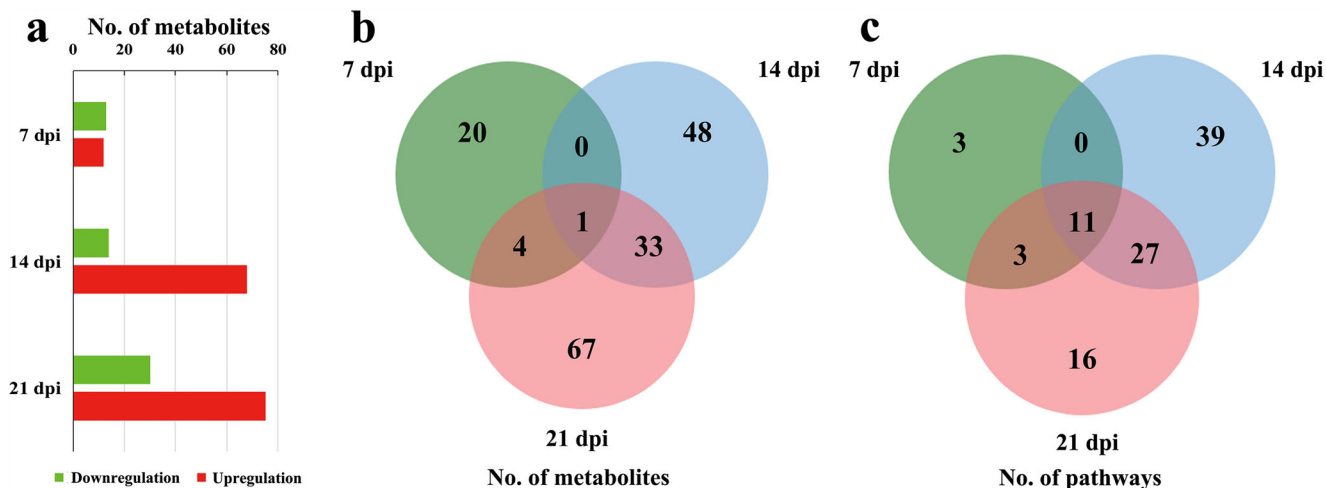 a
No. of metabolites
0 20 40 60 80
7 dpi
14 dpi
21 dpi
Downregulation Upregulation
b
7 dpi
14 dpi
20
0
48
1
4
33
67
21 dpi
No. of metabolites
c
7 dpi
14 dpi
3
0
39
11
3
27
16
21 dpi
No. of pathways